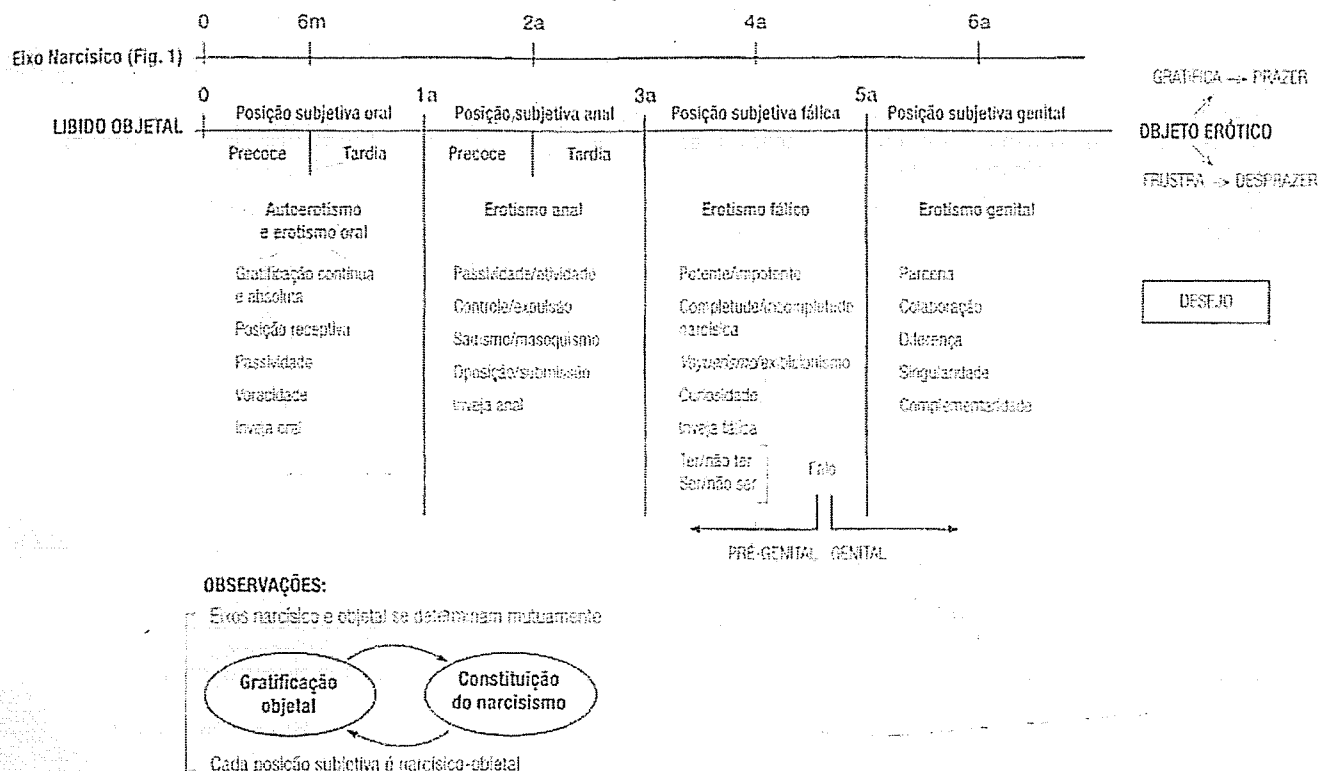 0 6m 2a 4a 6a
Eixo Narcísico (Fig. 1)
GRATIFICA --> PRAZER
OBJETO ERÓTICO
FRUSTRA --> DESPRAZER
DESEJO
0 1a 3a 5a
LIBIDO OBJETAL
Posição subjetiva oral
Posição subjetiva anal
Posição subjetiva fálica
Posição subjetiva genital
Precoce Tardia
Precoce Tardia
Autoerotismo
e erotismo oral
Gratificação contínua
e absoluta
Posição receptiva
Passividade
Voracidade
Inveja oral
Erotismo anal
Passividade/atividade
Controle/expulsão
Sadismo/masoquismo
Oposição/submissão
Inveja anal
Erotismo fálico
Potente/impotente
Completude/incompletude
narcísica
Voyuerismo/exibicionismo
Curiosidade
Inveja fálica
Ter/não ter
Ser/não ser
Falo
Erotismo genital
Parceria
Colaboração
Diferença
Singularidade
Complementaridade
PRÉ-GENITAL GENITAL
OBSERVAÇÕES:
Eixos narcísico e objetal se determinam mutuamente
Gratificação
objetal
Constituição
do narcisismo
Cada posição subjetiva é narcísico-objetal